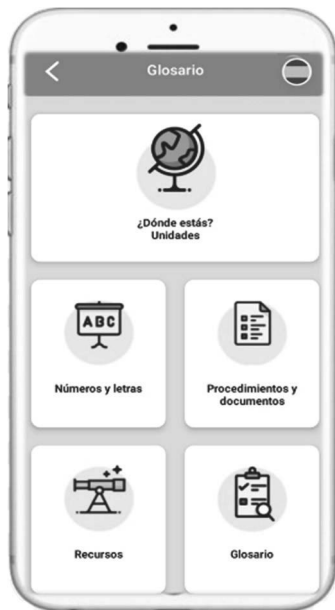 Glosario
¿Dónde estás?
Unidades
ABC
Números y letras
Procedimientos y
documentos
Recursos
Glosario